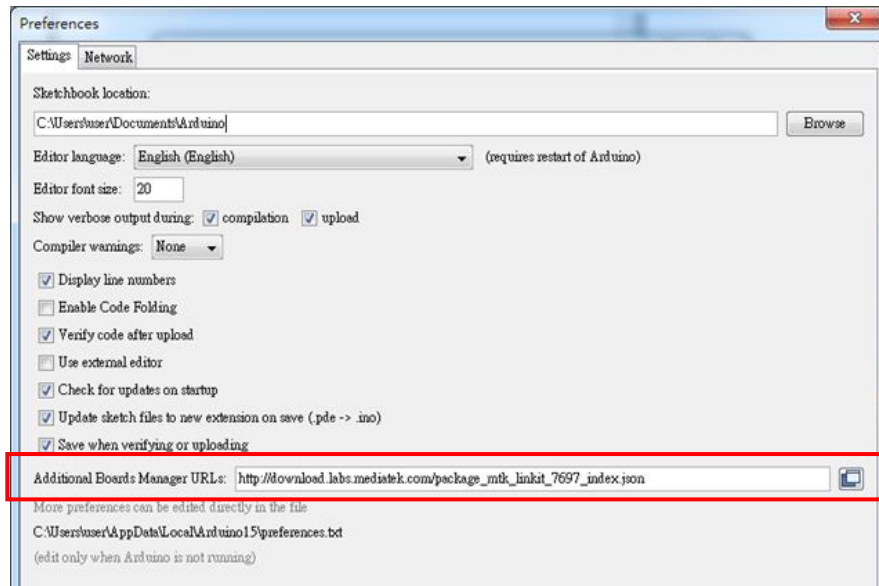 Preferences
Settings Network
Sketchbook location:
C:\Users\user\Documents\Arduino Browse
Editor language: English (English) (requires restart of Arduino)
Editor font size: 20
Show verbose output during: compilation upload
Compiler warnings: None
Display line numbers
Enable Code Folding
Verify code after upload
Use external editor
Check for updates on startup
Update sketch files to new extension on save (.pde -> .ino)
Save when verifying or uploading
Additional Boards Manager URLs: http://download.labs.mediatek.com/package_mtk_linkit_7697_index.json
More preferences can be edited directly in the file
C:\Users\user\AppData\Local\Arduino15\preferences.txt
(edit only when Arduino is not running)